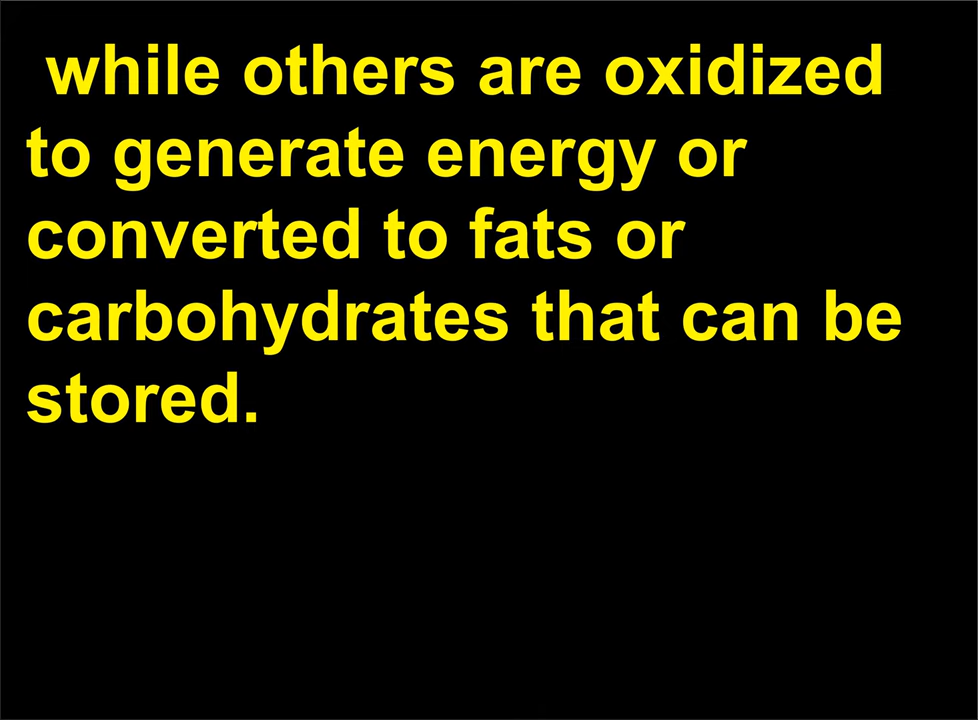 while others are oxidized
to generate energy or
converted to fats or
carbohydrates that can be
stored.